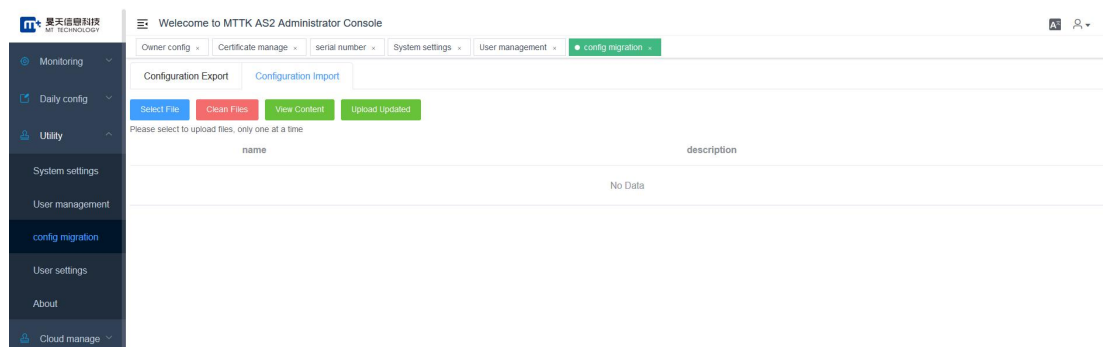 旻天信息科技
MT TECHNOLOGY
Welecome to MTTK AS2 Administrator Console
Owner config × Certificate manage × serial number × System settings × User management × config migration ×
Monitoring
Daily config
Utility
System settings
User management
config migration
User settings
About
Cloud manage
Configuration Export Configuration Import
Select File Clean Files View Content Upload Updated
Please select to upload files, only one at a time
name description
No Data